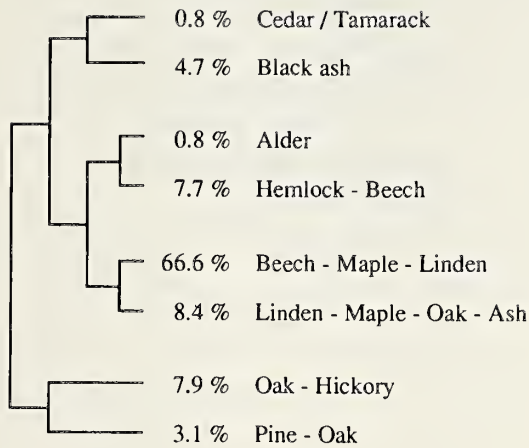 0.8 % Cedar / Tamarack
4.7 % Black ash
0.8 % Alder
7.7 % Hemlock - Beech
66.6 % Beech - Maple - Linden
8.4 % Linden - Maple - Oak - Ash
7.9 % Oak - Hickory
3.1 % Pine - Oak